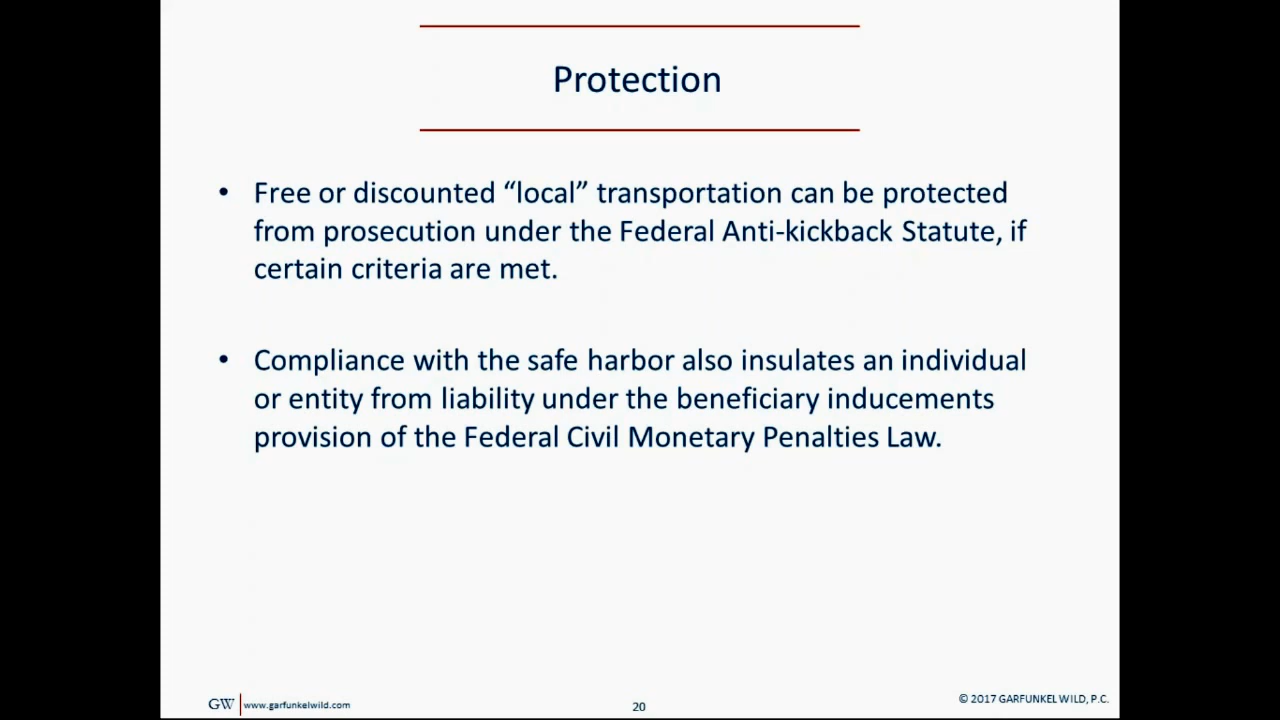 Protection
• Free or discounted “local” transportation can be protected
from prosecution under the Federal Anti-kickback Statute, if
certain criteria are met.
• Compliance with the safe harbor also insulates an individual
or entity from liability under the beneficiary inducements
provision of the Federal Civil Monetary Penalties Law.
GW www.garfunkelwild.com
20
© 2017 GARFUNKEL WILD, P.C.